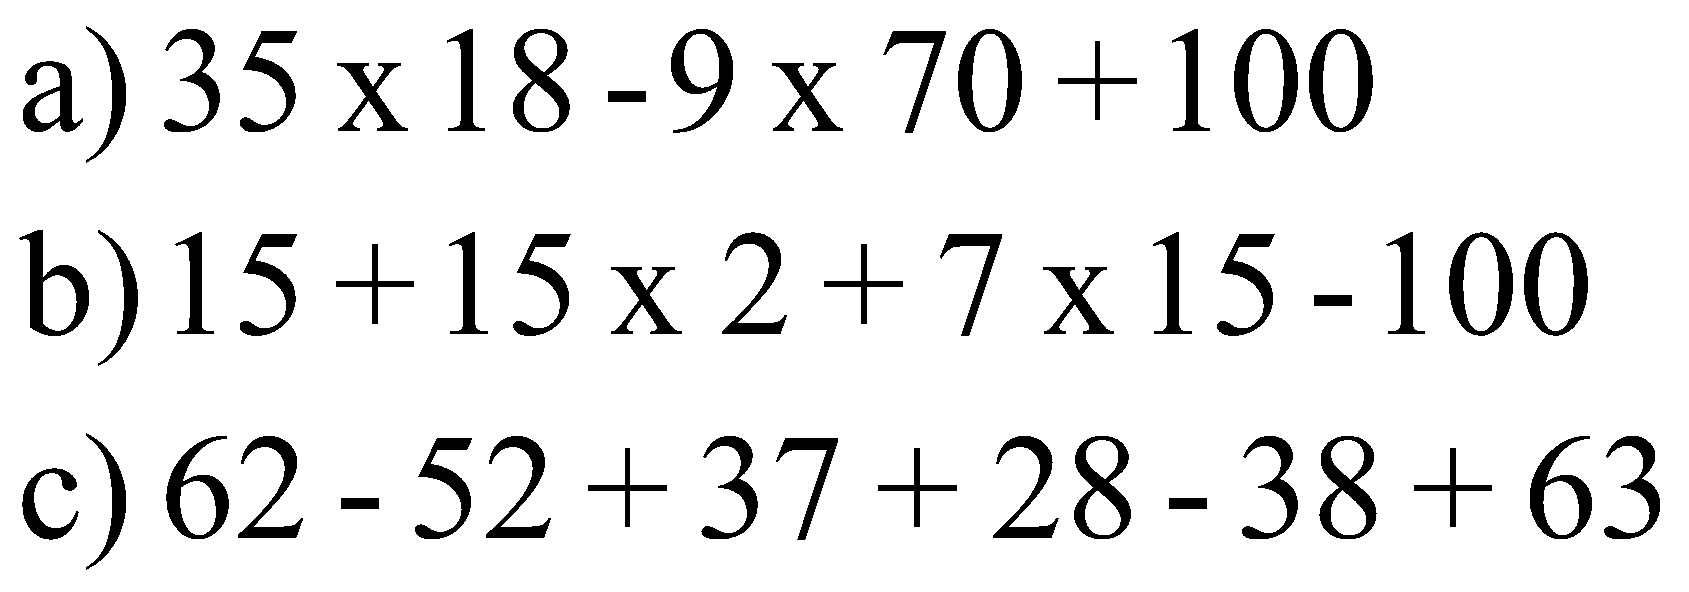 a) 35 x 18 - 9 x 70 + 100
b) 15 + 15 x 2 + 7 x 15 - 100
c) 62 - 52 + 37 + 28 - 38 + 63